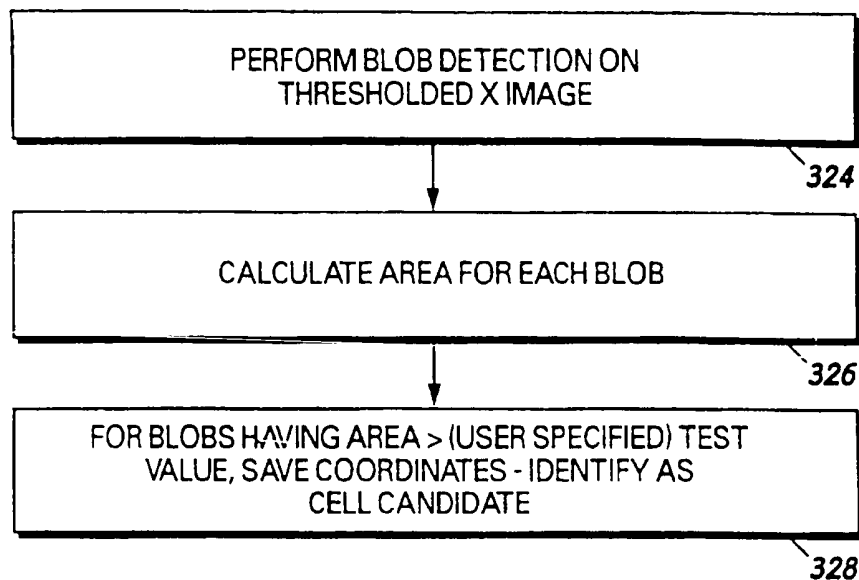 PERFORM BLOB DETECTION ON
THRESHOLDED X IMAGE
324
CALCULATE AREA FOR EACH BLOB
326
FOR BLOBS HAVING AREA > (USER SPECIFIED) TEST
VALUE, SAVE COORDINATES - IDENTIFY AS
CELL CANDIDATE
328